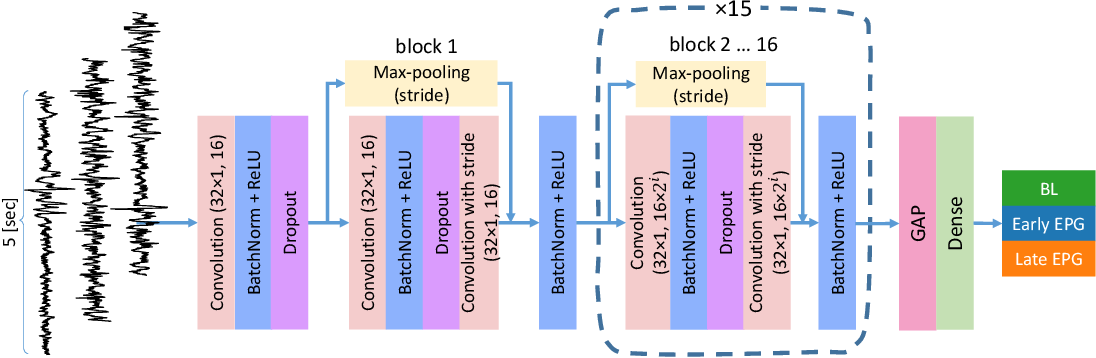 ×15
block 1
block 2 ... 16
Max-pooling
(stride)
Max-pooling
(stride)
5 [sec]
Convolution (32×1, 16)
BatchNorm + ReLU
Dropout
Convolution (32×1, 16)
BatchNorm + ReLU
Dropout
Convolution with stride
(32×1, 16)
BatchNorm + ReLU
Convolution
(32×1, 16×2^i)
BatchNorm + ReLU
Dropout
Convolution with stride
(32×1, 16×2^i)
BatchNorm + ReLU
GAP
Dense
BL
Early EPG
Late EPG